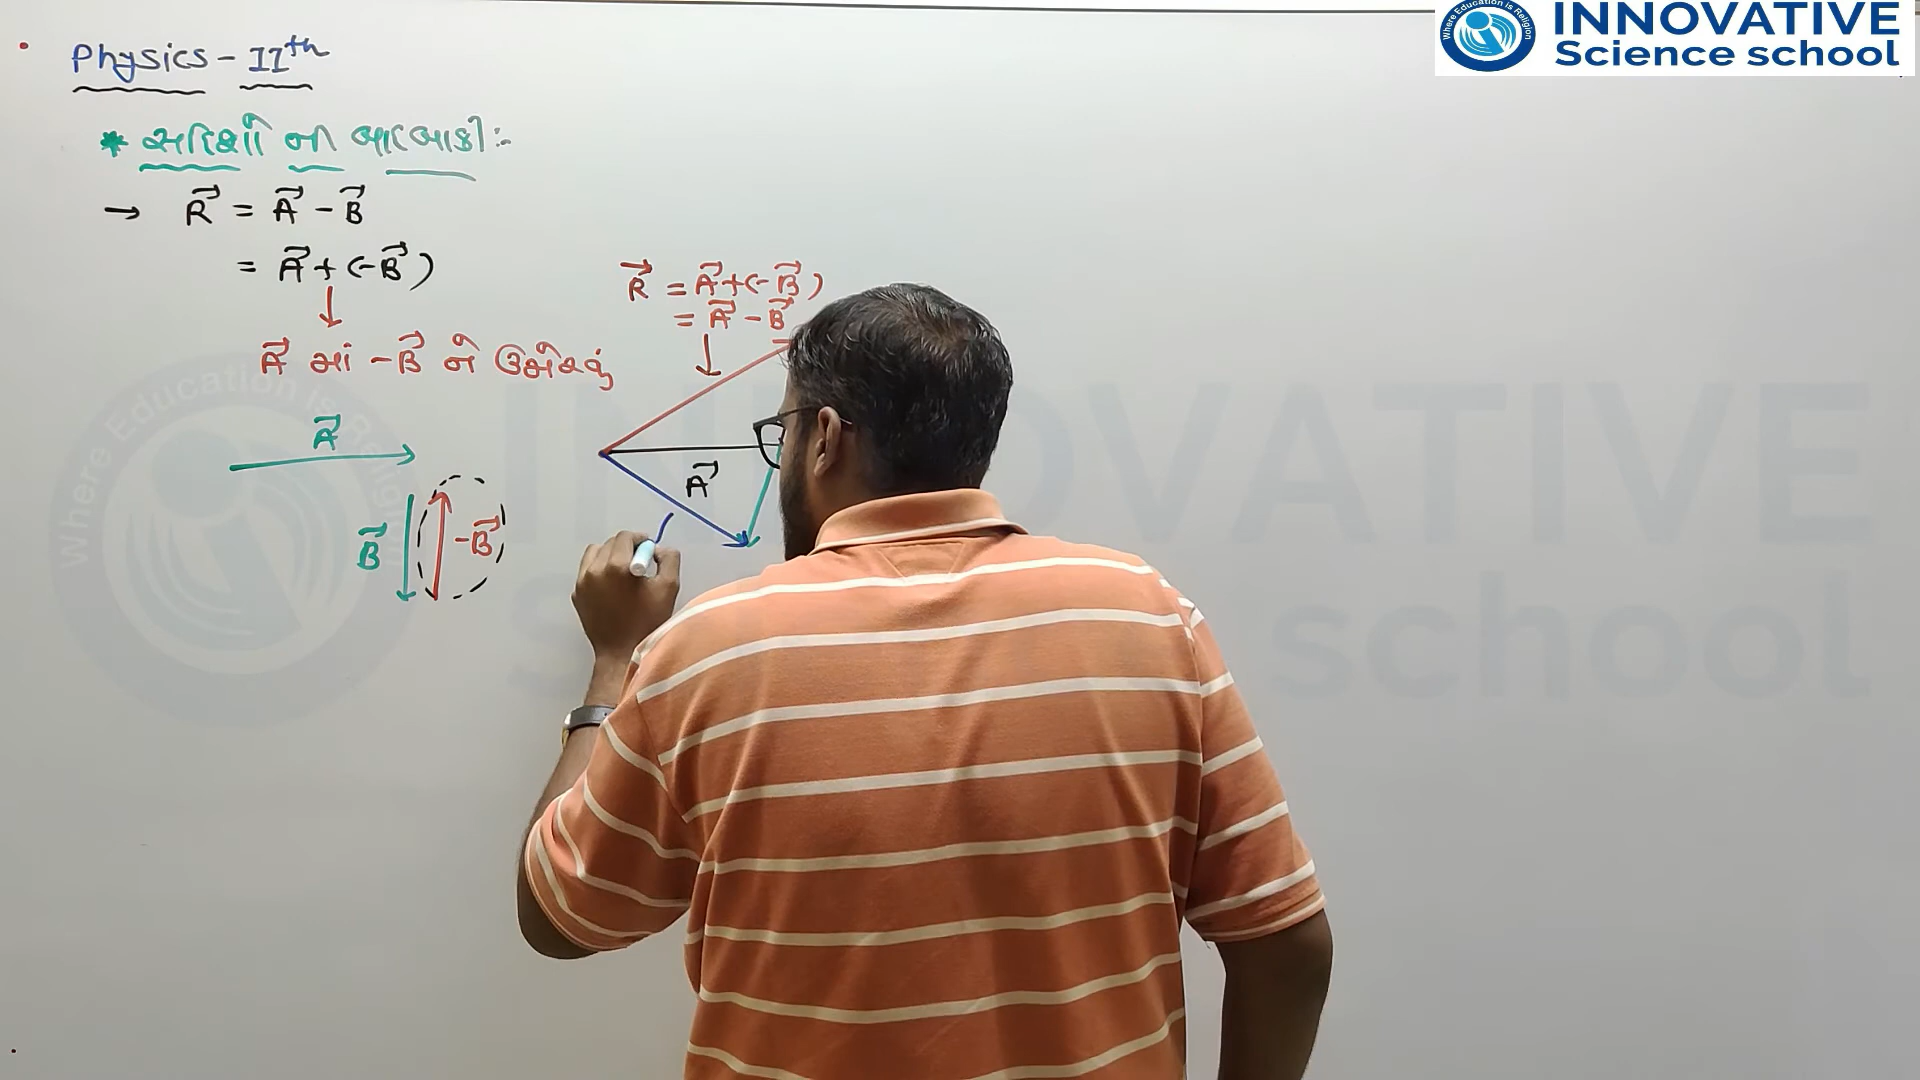 Physics - 11th
* સદિશો ની બાદબાકી :-
→ R⃗ = A⃗ - B⃗
= A⃗ + (-B⃗)
↓
A⃗ માં -B⃗ ને ઉમેરવું
A⃗
B⃗
-B⃗
R⃗ = A⃗ + (-B⃗)
= A⃗ - B⃗
↓
A⃗
Where Education is Religion
INNOVATIVE
Science school